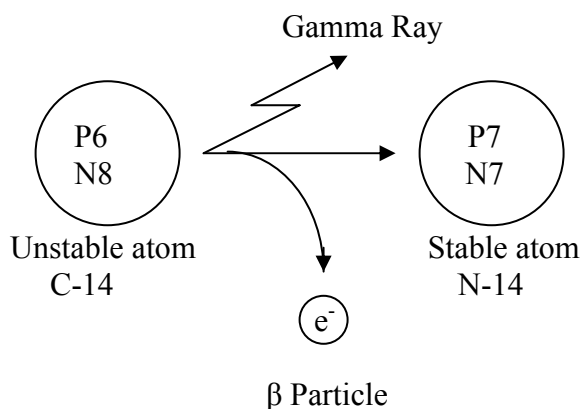 Gamma Ray
P6
N8
P7
N7
Unstable atom
C-14
Stable atom
N-14
e⁻
β Particle